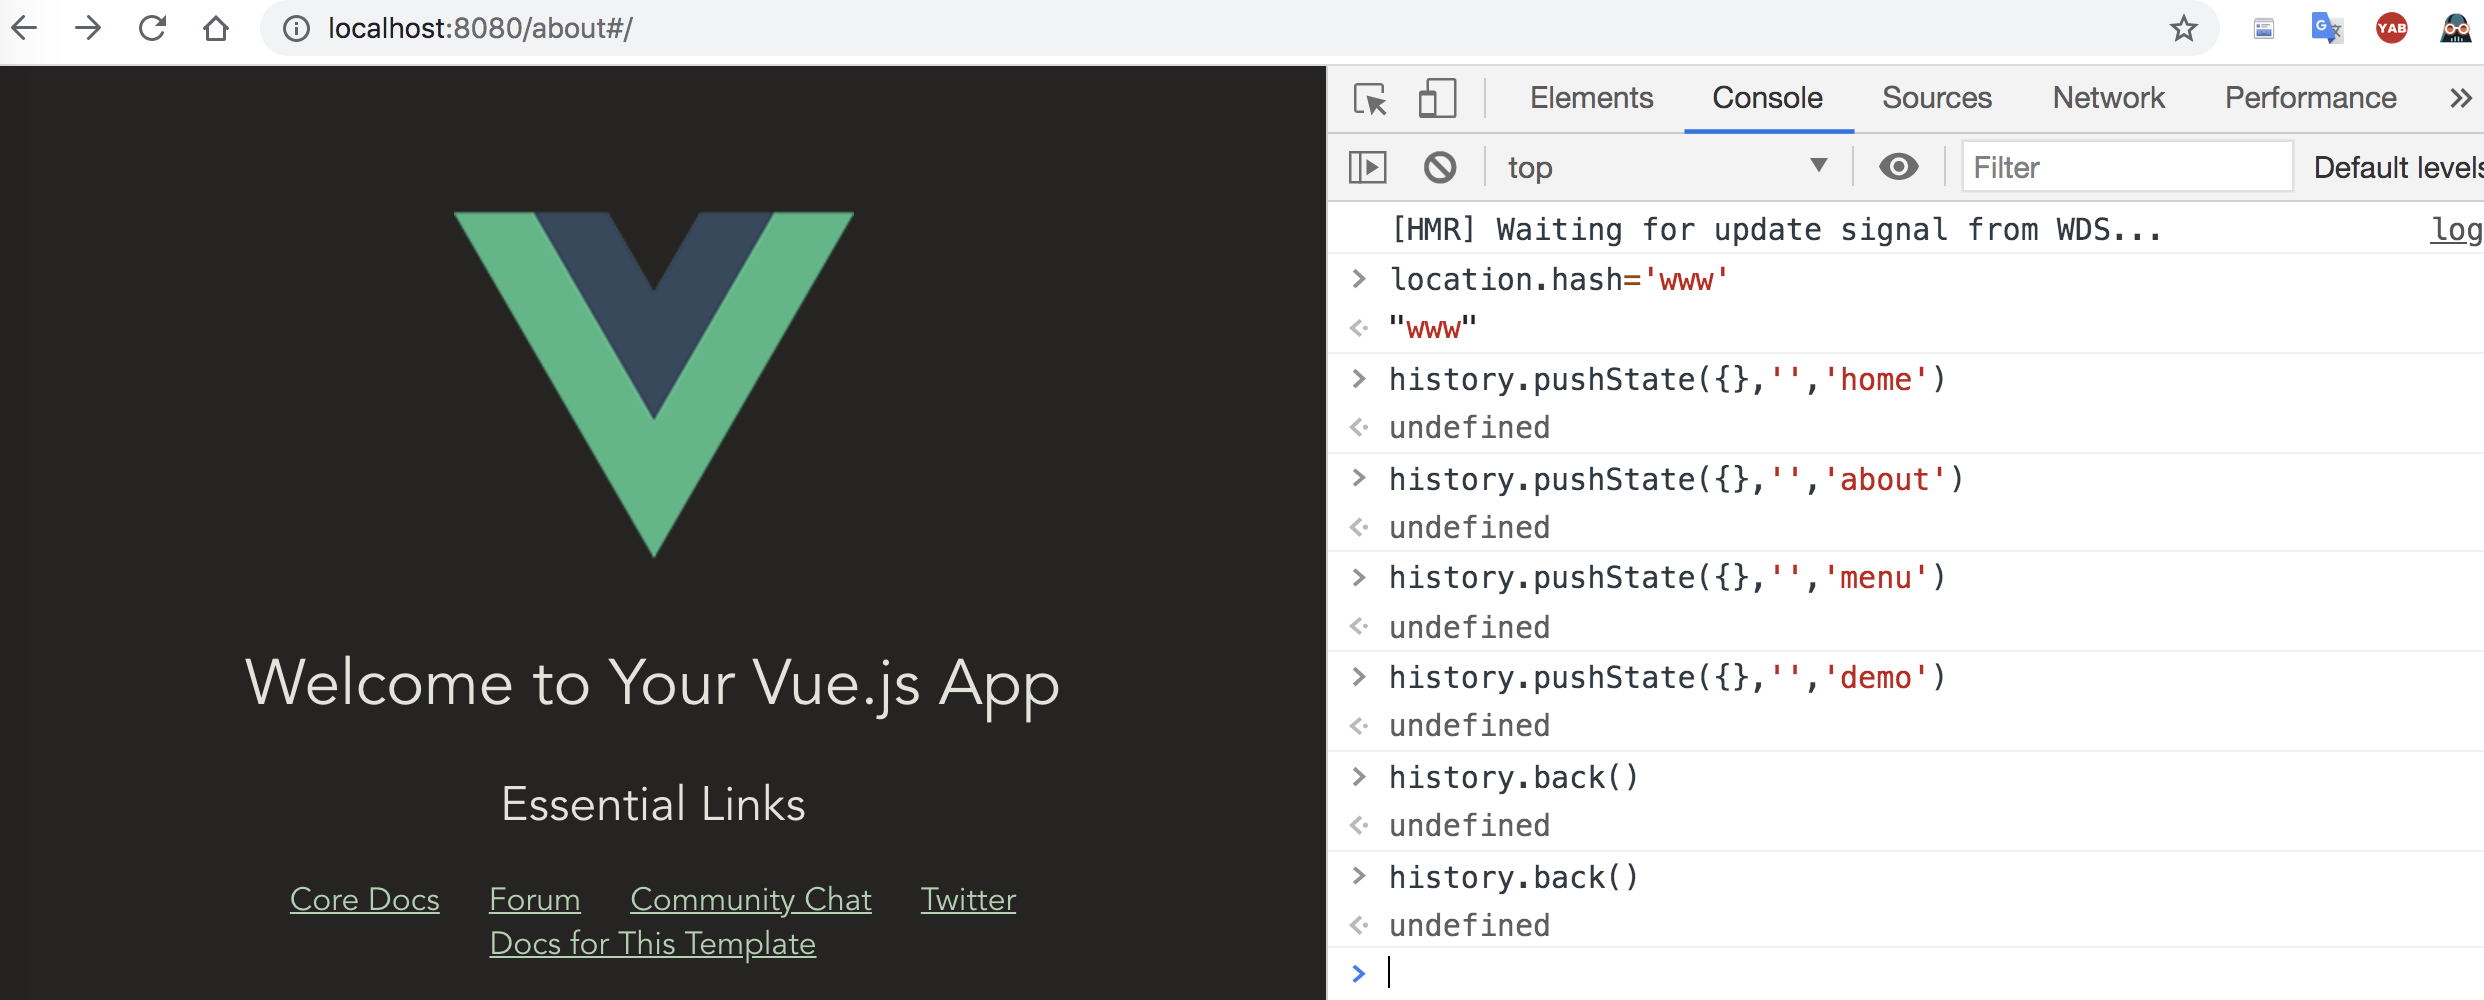 localhost:8080/about#/
YAB
Elements Console Sources Network Performance
top Filter Default levels
[HMR] Waiting for update signal from WDS... log
location.hash='www'
"www"
history.pushState({},'','home')
undefined
history.pushState({},'','about')
undefined
history.pushState({},'','menu')
undefined
history.pushState({},'','demo')
undefined
history.back()
undefined
history.back()
undefined
Welcome to Your Vue.js App
Essential Links
Core Docs Forum Community Chat Twitter
Docs for This Template